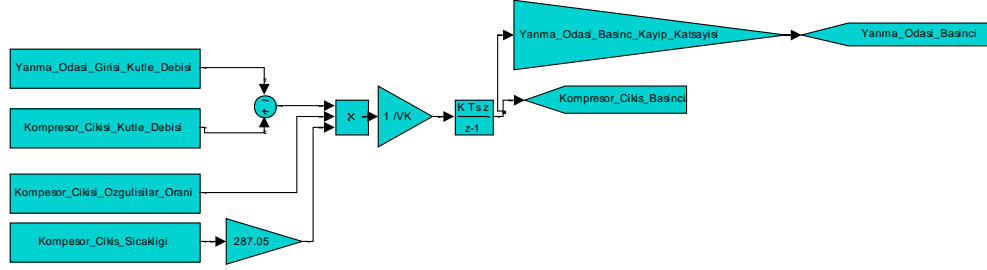 Yanma_Odasi_Basinc_Kayip_Katsayisi
Yanma_Odasi_Basinci
Yanma_Odasi_Girisi_Kutle_Debisi
Kompresor_Cikis_Basinci
Kompresor_Cikisi_Kutle_Debisi
X
1 /VK
K Ts z
z-1
Kompesor_Cikisi_Ozgulisilar_Orani
Kompesor_Cikis_Sicakligi
287.05